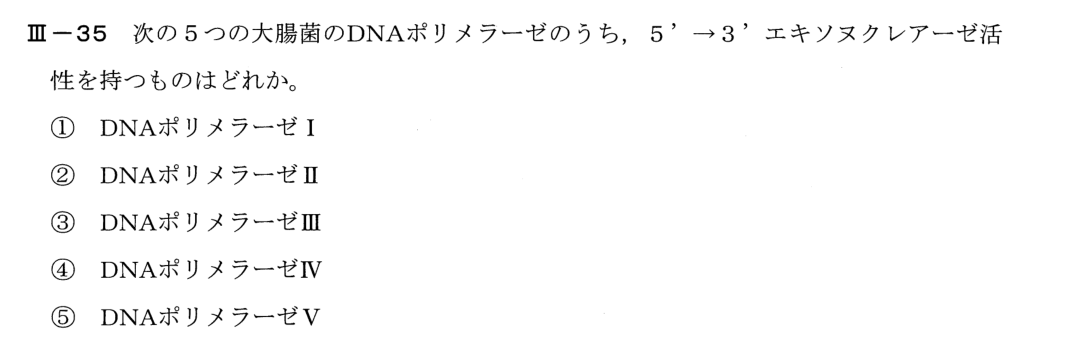 Ⅲ－35　次の５つの大腸菌のDNAポリメラーゼのうち，５’→３’エキソヌクレアーゼ活
性を持つものはどれか。
①　DNAポリメラーゼⅠ
②　DNAポリメラーゼⅡ
③　DNAポリメラーゼⅢ
④　DNAポリメラーゼⅣ
⑤　DNAポリメラーゼⅤ